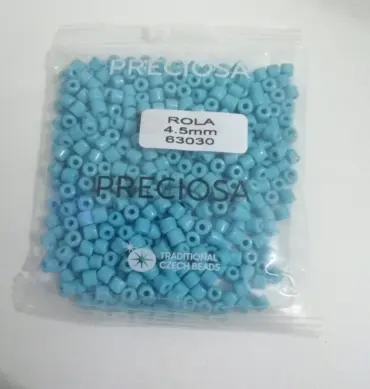 PRECIOSA
ROLA
4.5mm
63030
PRECIOSA
TRADITIONAL
CZECH BEADS